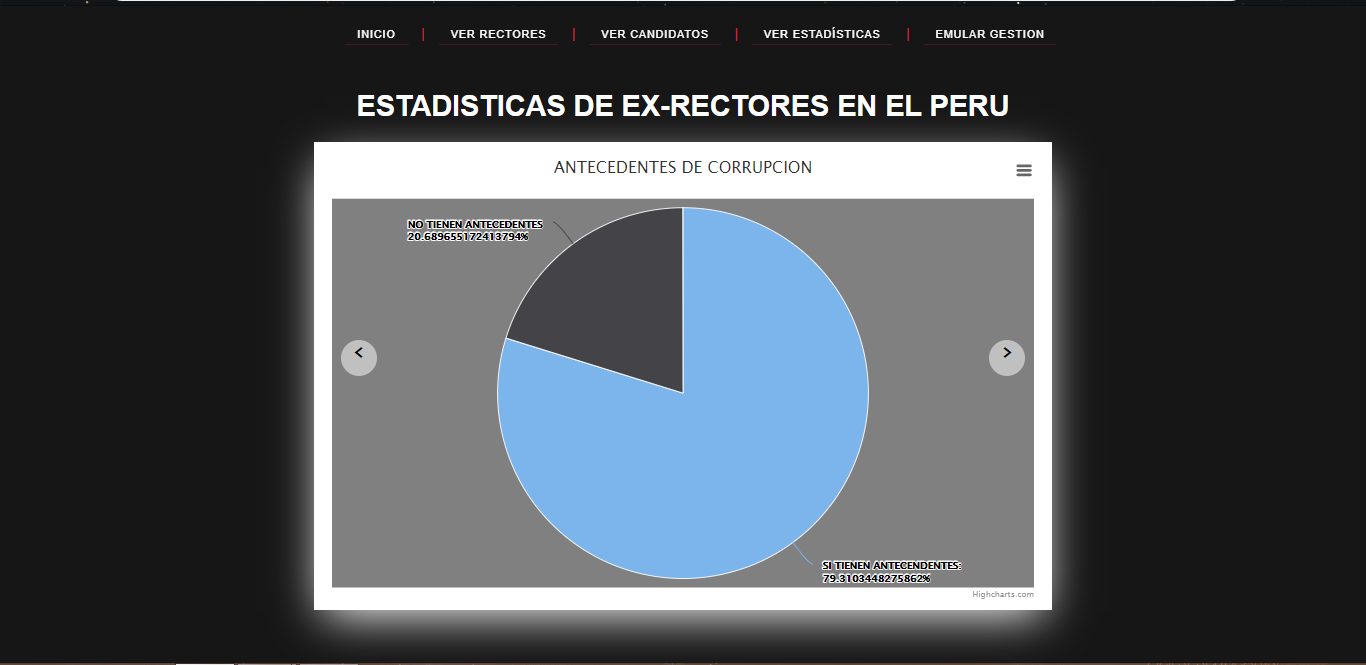 INICIO | VER RECTORES | VER CANDIDATOS | VER ESTADÍSTICAS | EMULAR GESTION
ESTADISTICAS DE EX-RECTORES EN EL PERU
ANTECEDENTES DE CORRUPCION
NO TIENEN ANTECEDENTES
20.689655172413794%
<
>
SI TIENEN ANTECENDENTES:
79.3103448275862%
Highcharts.com